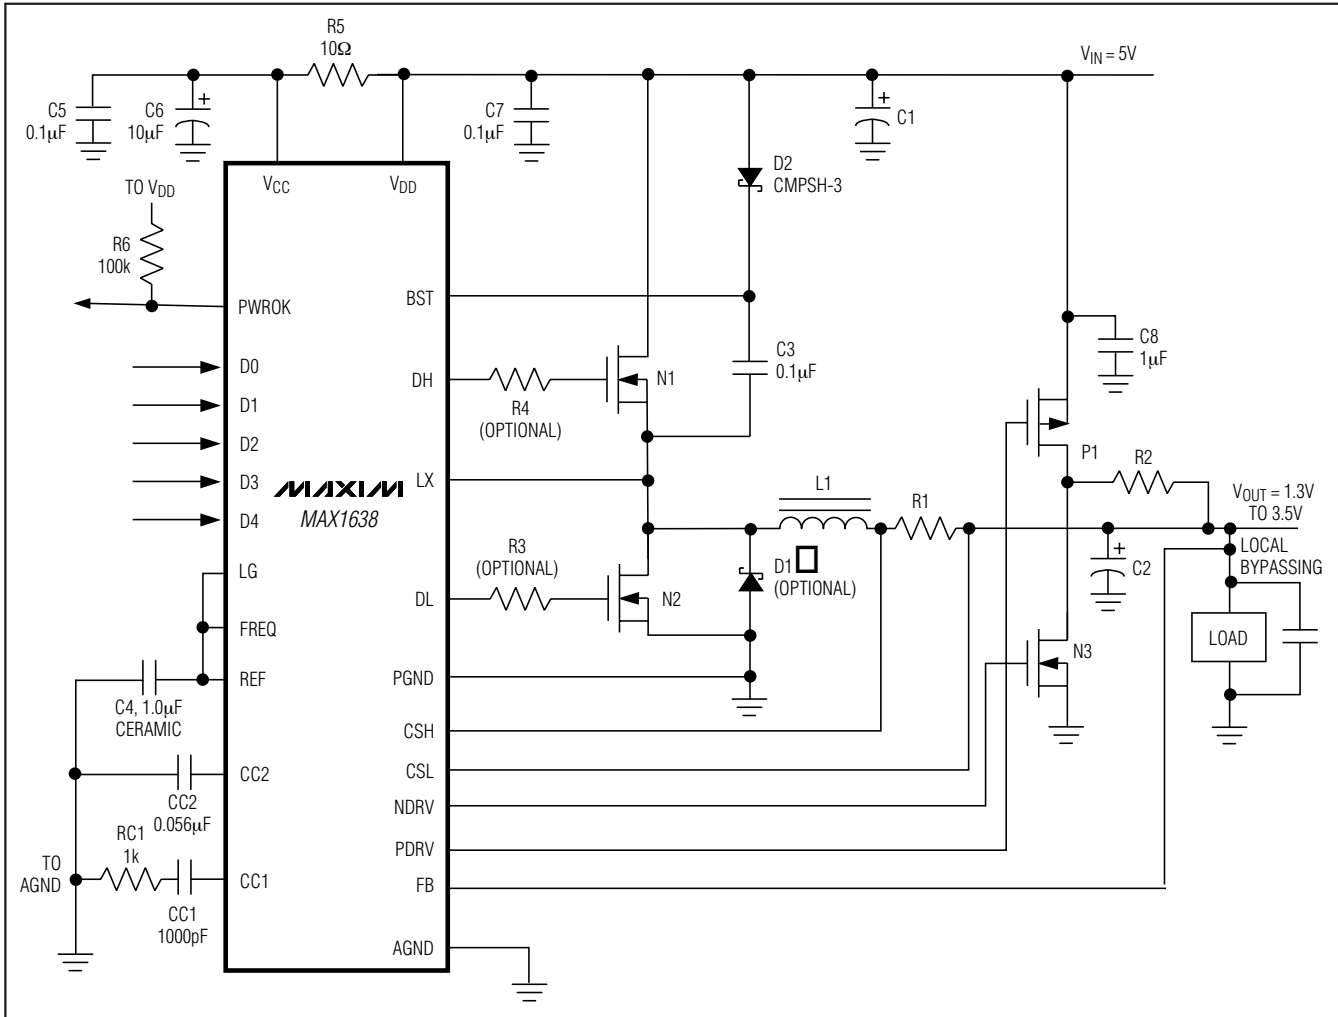 R5
10Ω
VIN = 5V
C5
0.1µF
C6
10µF
+
C7
0.1µF
+
C1
D2
CMPSH-3
VCC
VDD
TO VDD
R6
100k
PWROK
BST
C3
0.1µF
C8
1µF
D0
D1
D2
D3
D4
DH
R4
(OPTIONAL)
N1
P1
R2
LX
MAXIM
MAX1638
L1
R1
VOUT = 1.3V
TO 3.5V
R3
(OPTIONAL)
DL
N2
D1
(OPTIONAL)
+
C2
LOCAL
BYPASSING
LOAD
LG
FREQ
REF
C4, 1.0µF
CERAMIC
PGND
N3
CSH
CSL
CC2
CC2
0.056µF
NDRV
RC1
1k
PDRV
TO
AGND
CC1
FB
CC1
1000pF
AGND